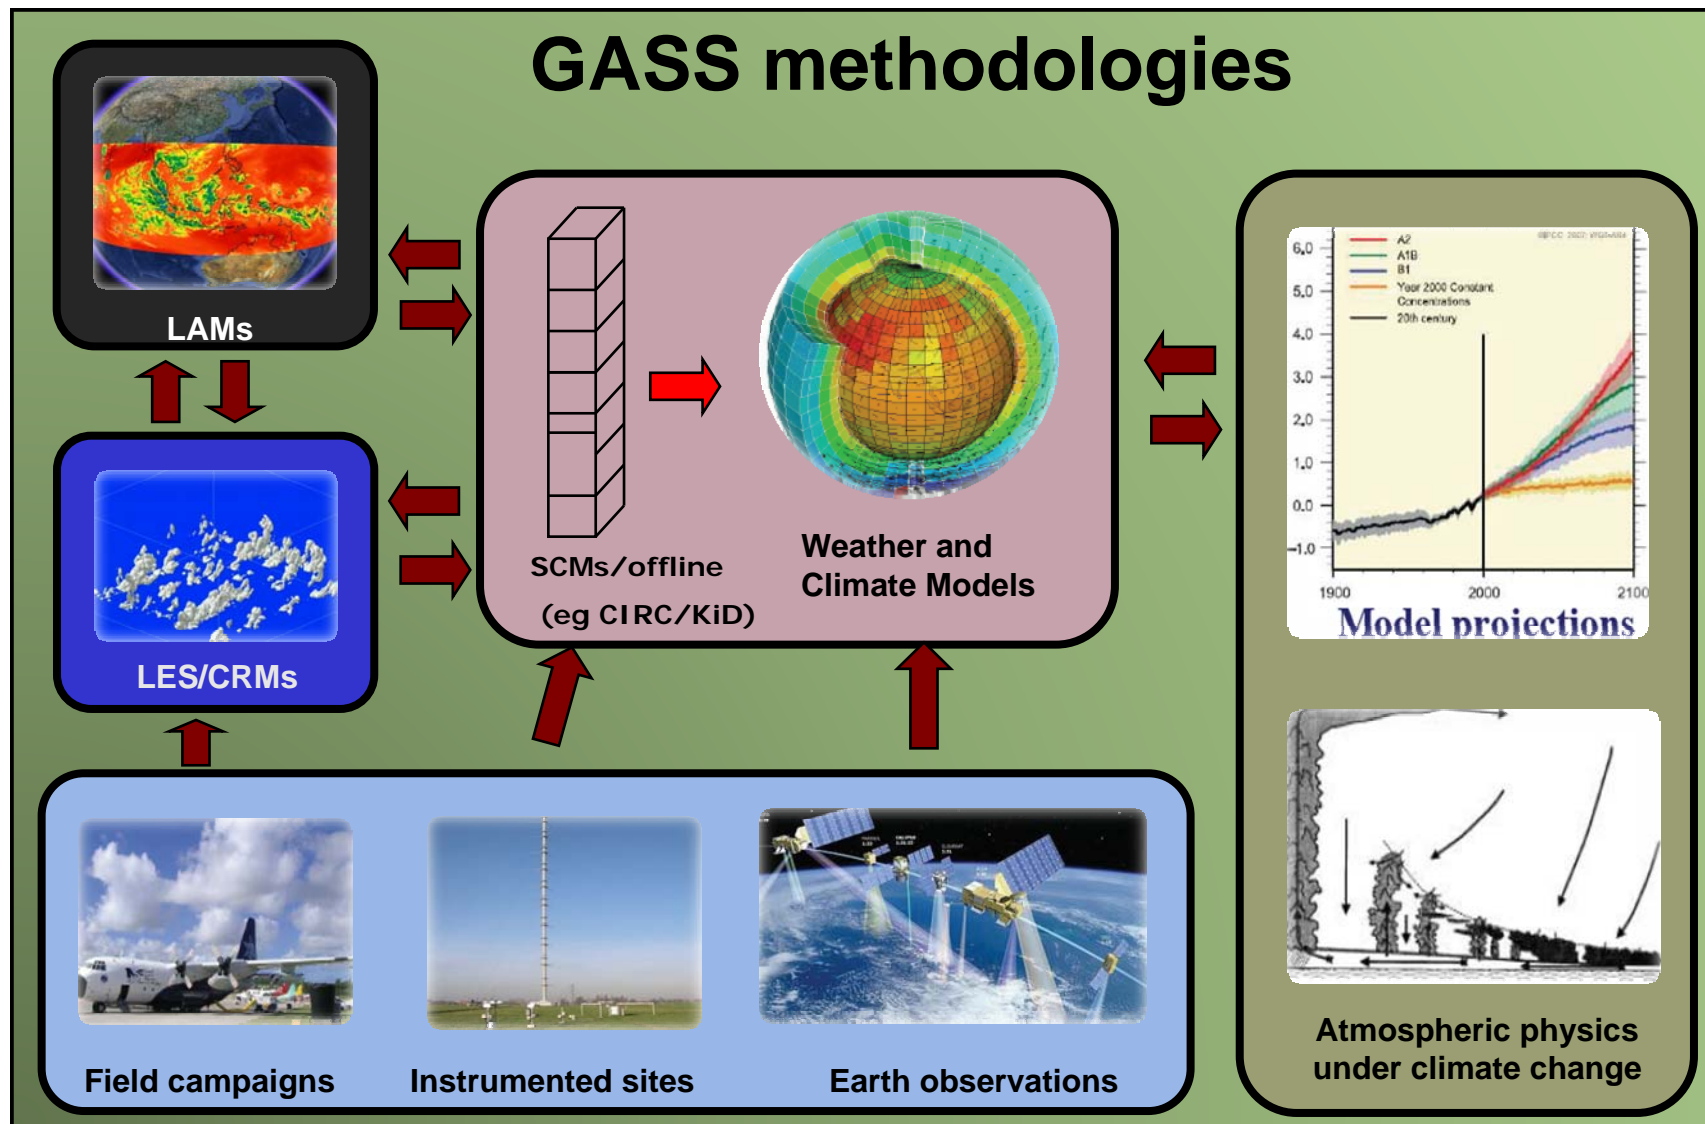 GASS methodologies
LAMs
LES/CRMs
SCMs/offline
(eg CIRC/KiD)
Weather and
Climate Models
6.0
5.0
4.0
3.0
2.0
1.0
0.0
-1.0
A2
A1B
B1
Year 2000 Constant
Concentrations
20th century
1900
2000
2100
Model projections
Atmospheric physics
under climate change
Field campaigns
Instrumented sites
Earth observations